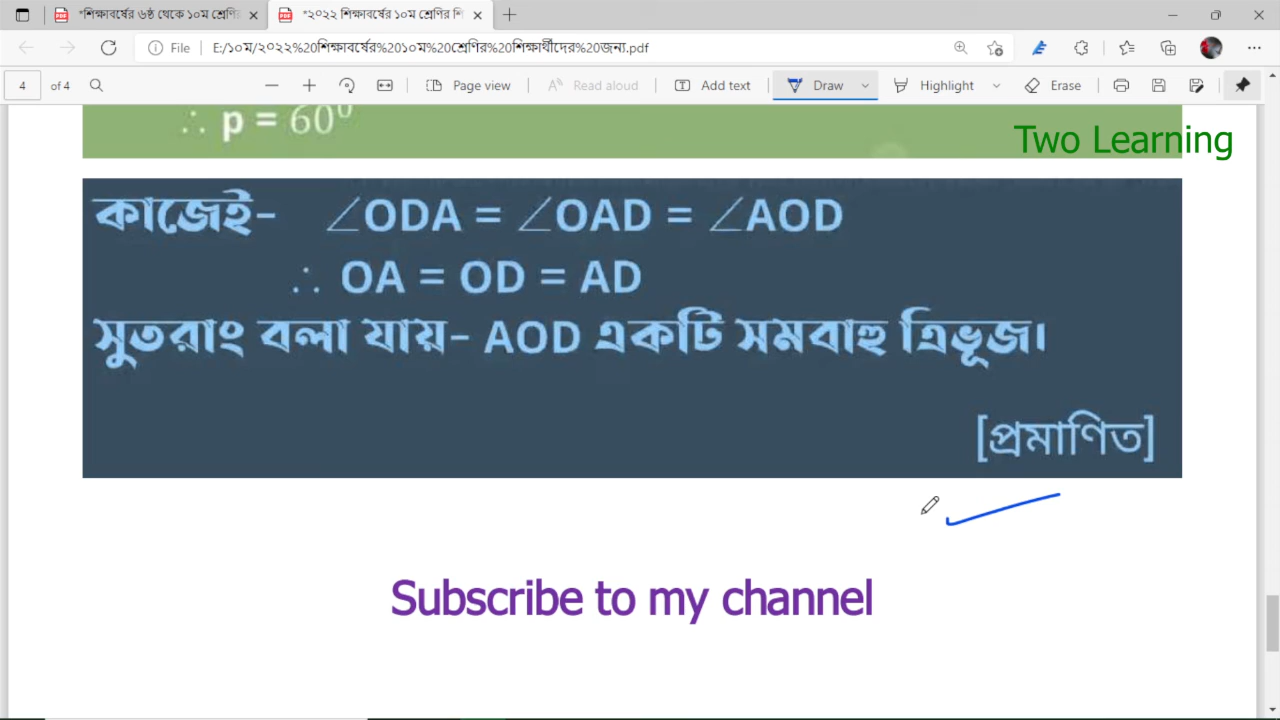 "শিক্ষাবর্ষের ৬ষ্ঠ থেকে ১০ম শ্রেণি
*২০২২ শিক্ষাবর্ষের ১০ম শ্রেণির শি
File E:/১০ম/২০২২%20শিক্ষাবর্ষের%20১০ম%20শ্রেণির%20শিক্ষার্থীদের%20জন্য.pdf
4 of 4 Page view Read aloud Add text Draw Highlight Erase
∴ p = 60⁰
Two Learning
কাজেই- ∠ODA = ∠OAD = ∠AOD
∴ OA = OD = AD
সুতরাং বলা যায়- AOD একটি সমবাহু ত্রিভূজ।
[প্রমাণিত]
Subscribe to my channel